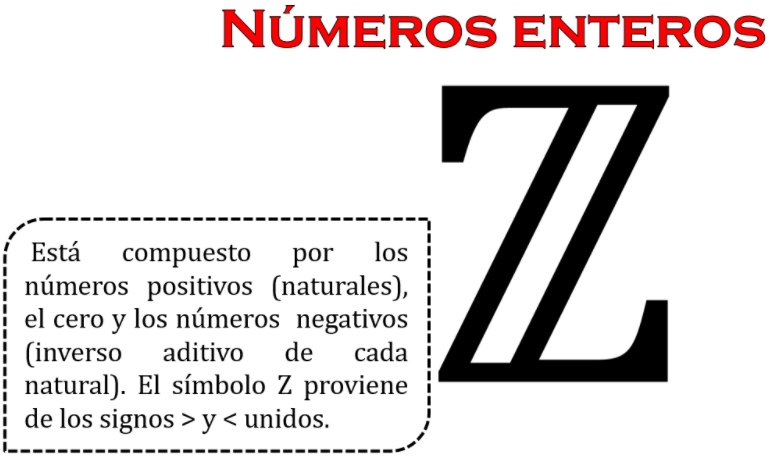 NÚMEROS ENTEROS
ℤ
Está compuesto por los
números positivos (naturales),
el cero y los números negativos
(inverso aditivo de cada
natural). El símbolo Z proviene
de los signos > y < unidos.